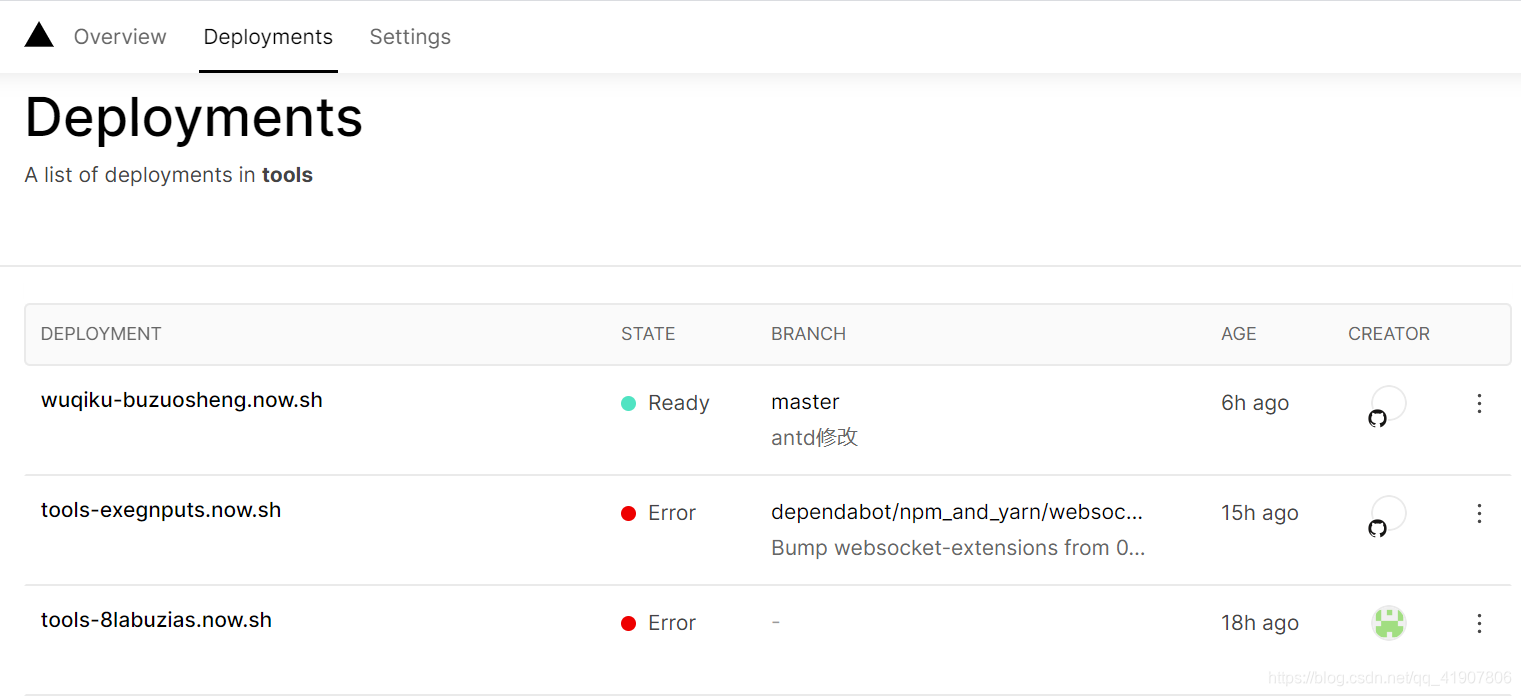 Overview Deployments Settings
Deployments
A list of deployments in tools
DEPLOYMENT STATE BRANCH AGE CREATOR
wuqiku-buzuosheng.now.sh Ready master 6h ago
antd修改
tools-exegnputs.now.sh Error dependabot/npm_and_yarn/websoc... 15h ago
Bump websocket-extensions from 0...
tools-8labuzias.now.sh Error - 18h ago
https://blog.csdn.net/qq_41907806